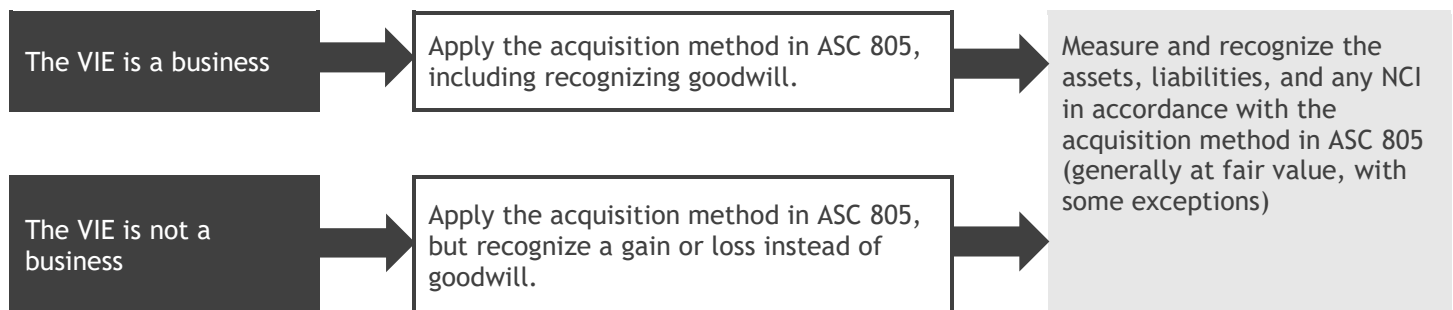 The VIE is a business
Apply the acquisition method in ASC 805,
including recognizing goodwill.
Measure and recognize the
assets, liabilities, and any NCI
in accordance with the
acquisition method in ASC 805
(generally at fair value, with
some exceptions)
The VIE is not a
business
Apply the acquisition method in ASC 805,
but recognize a gain or loss instead of
goodwill.